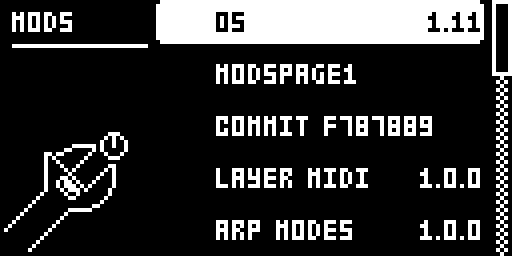 MODS
OS 1.11
MODSPAGE1
COMMIT F787889
LAYER MIDI 1.0.0
ARP MODES 1.0.0